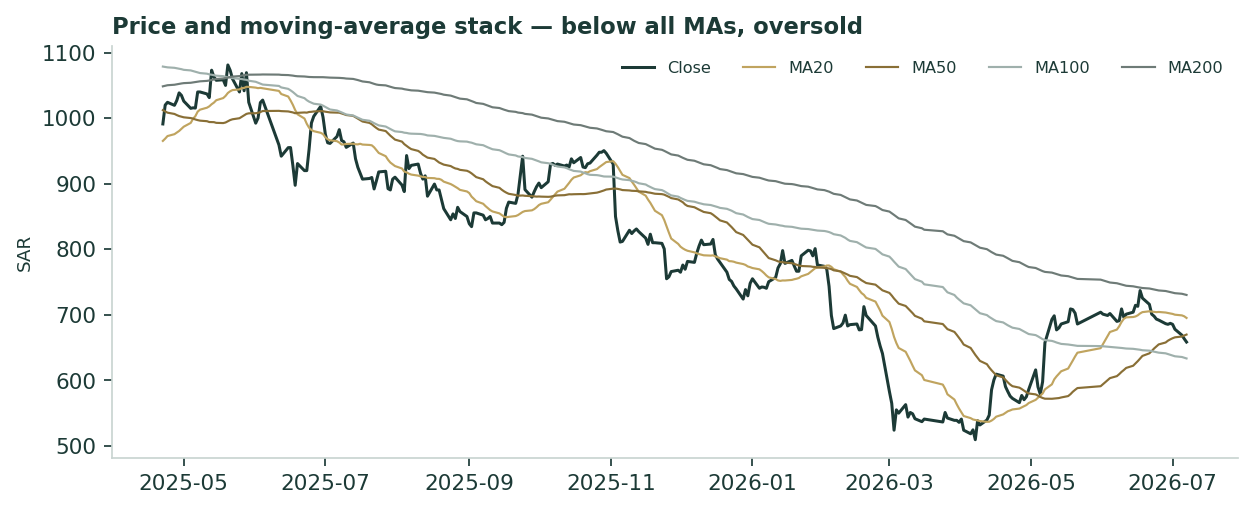 Price and moving-average stack — below all MAs, oversold
Close MA20 MA50 MA100 MA200
SAR
1100
1000
900
800
700
600
500
2025-05 2025-07 2025-09 2025-11 2026-01 2026-03 2026-05 2026-07